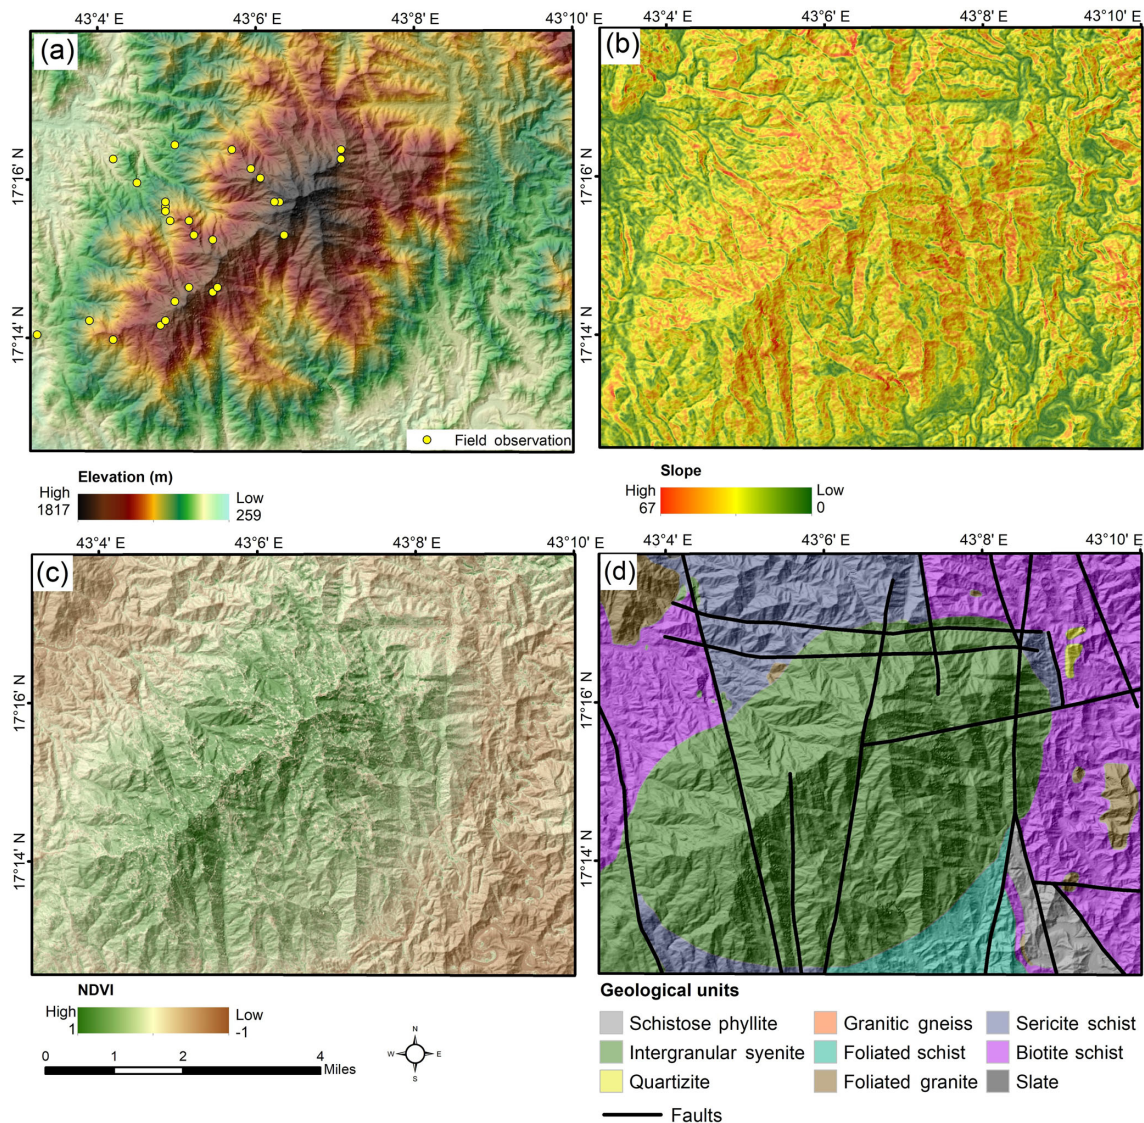 43°4' E 43°6' E 43°8' E 43°10' E
43°4' E 43°6' E 43°8' E 43°10' E
(a)
(b)
17°16' N
17°14' N
17°16' N
17°14' N
Field observation
Elevation (m)
High
1817
Low
259
Slope
High
67
Low
0
43°4' E 43°6' E 43°8' E 43°10' E
43°4' E 43°6' E 43°8' E 43°10' E
(c)
(d)
17°16' N
17°14' N
17°16' N
17°14' N
NDVI
High
1
Low
-1
0 1 2 4
Miles
N
W E
S
Geological units
Schistose phyllite
Granitic gneiss
Sericite schist
Intergranular syenite
Foliated schist
Biotite schist
Quartizite
Foliated granite
Slate
Faults